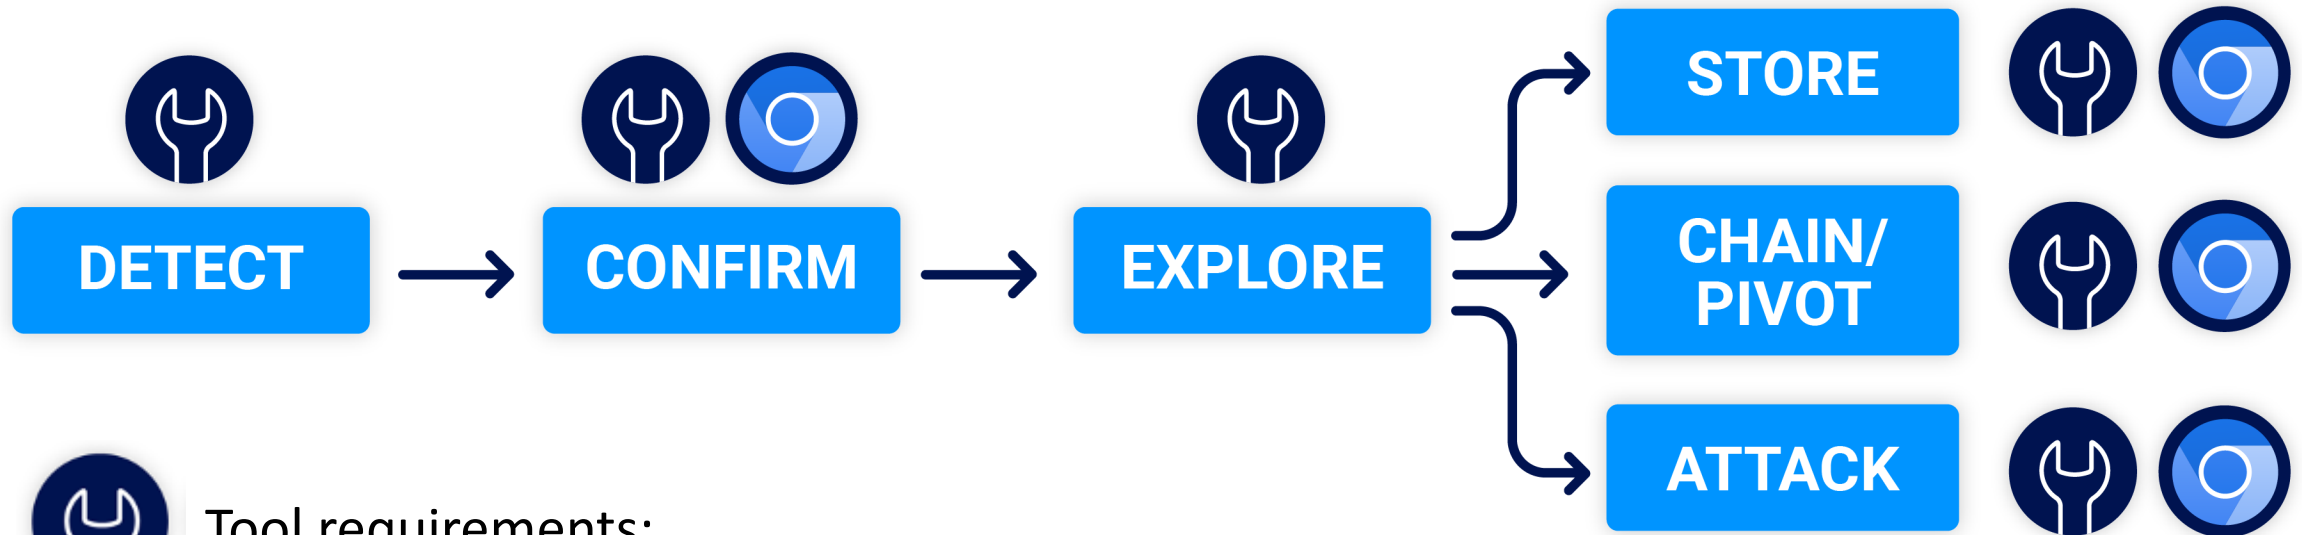 DETECT
CONFIRM
EXPLORE
STORE
CHAIN/
PIVOT
ATTACK
Tool requirements: